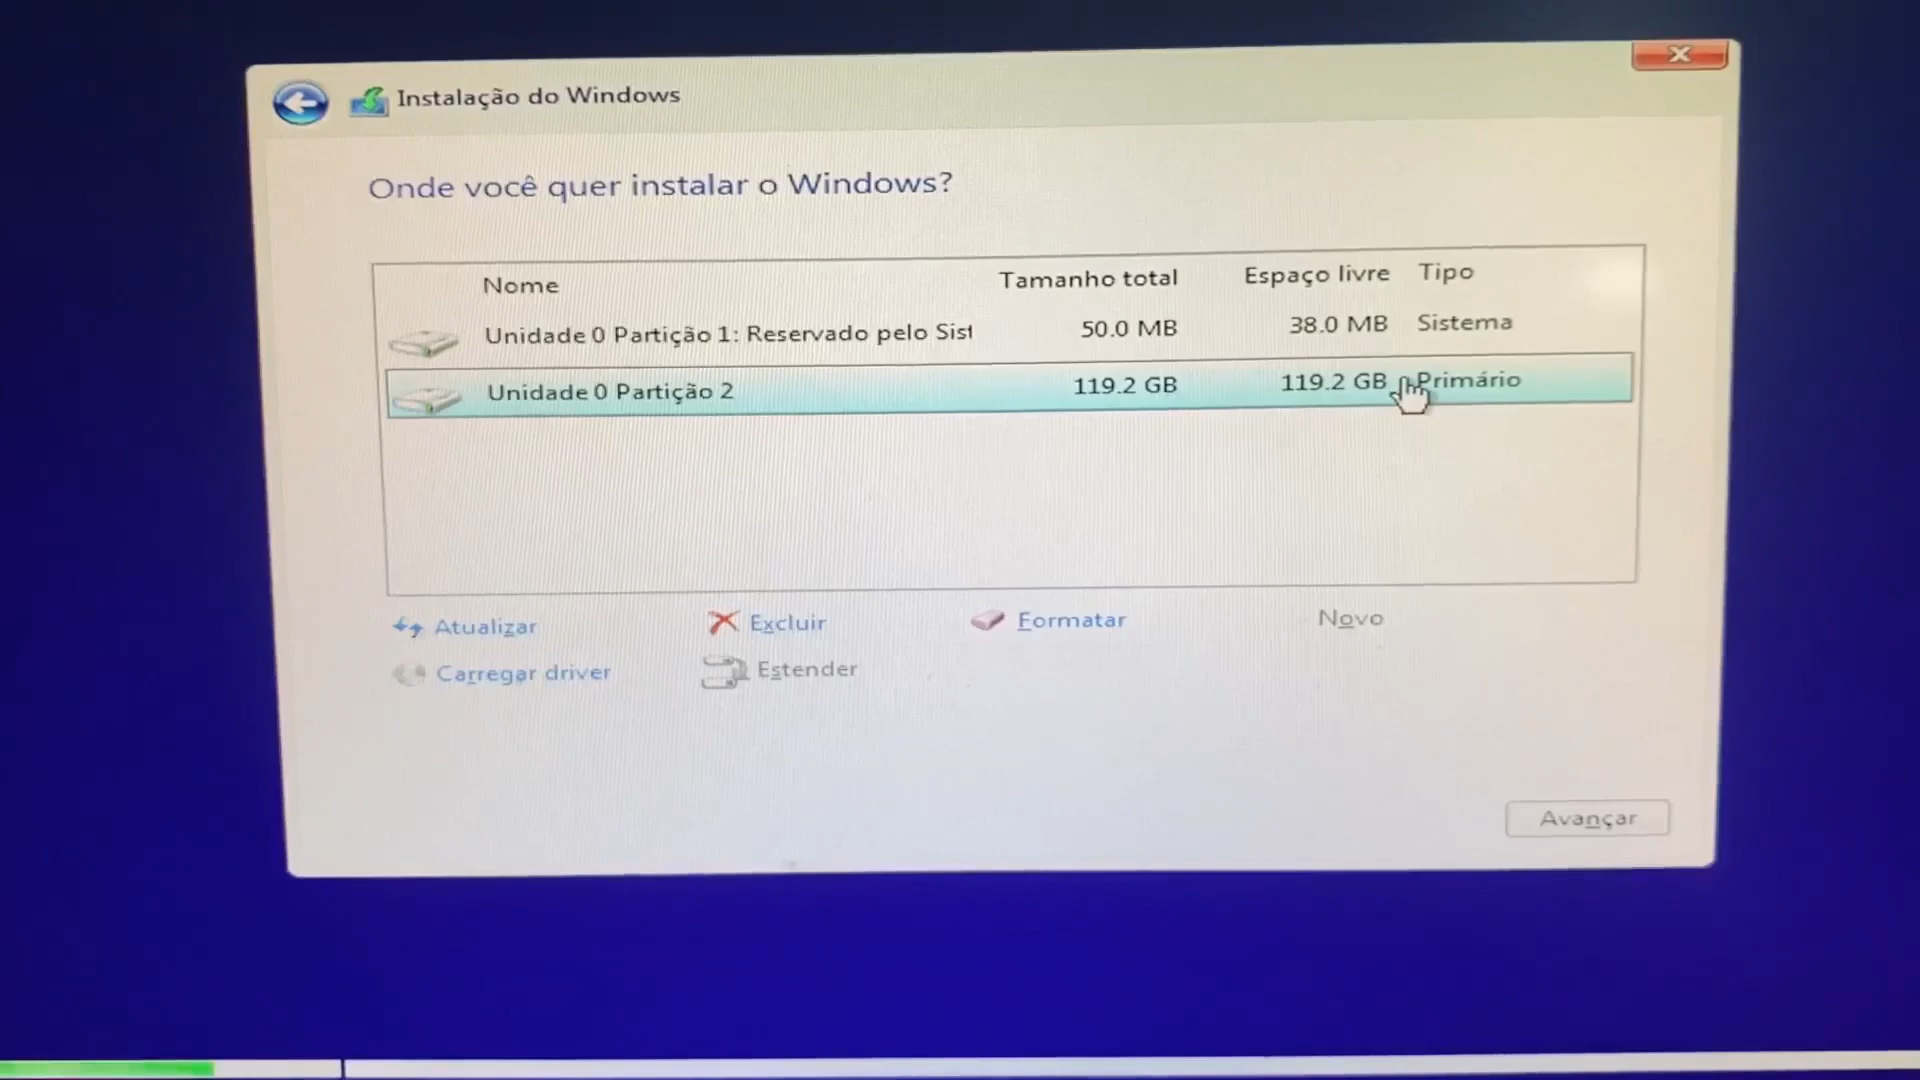 Instalação do Windows
Onde você quer instalar o Windows?
Nome Tamanho total Espaço livre Tipo
Unidade 0 Partição 1: Reservado pelo Sist 50.0 MB 38.0 MB Sistema
Unidade 0 Partição 2 119.2 GB 119.2 GB Primário
Atualizar Excluir Formatar Novo
Carregar driver Estender
Avançar